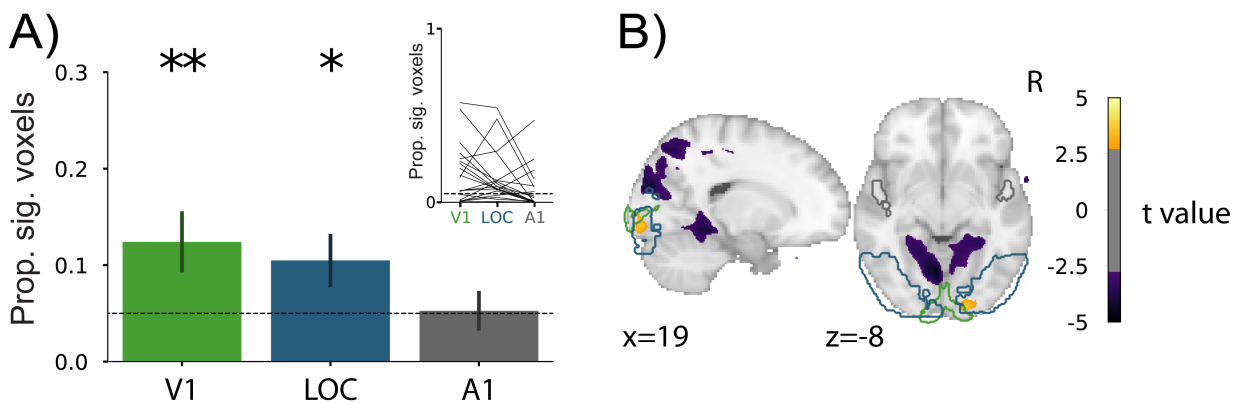 A)
** *
Prop. sig. voxels
0.3
0.2
0.1
0.0
V1 LOC A1
Prop. sig. voxels
1
0
V1 LOC A1
B)
R
x=19 z=-8
5
2.5
0
-2.5
-5
t value